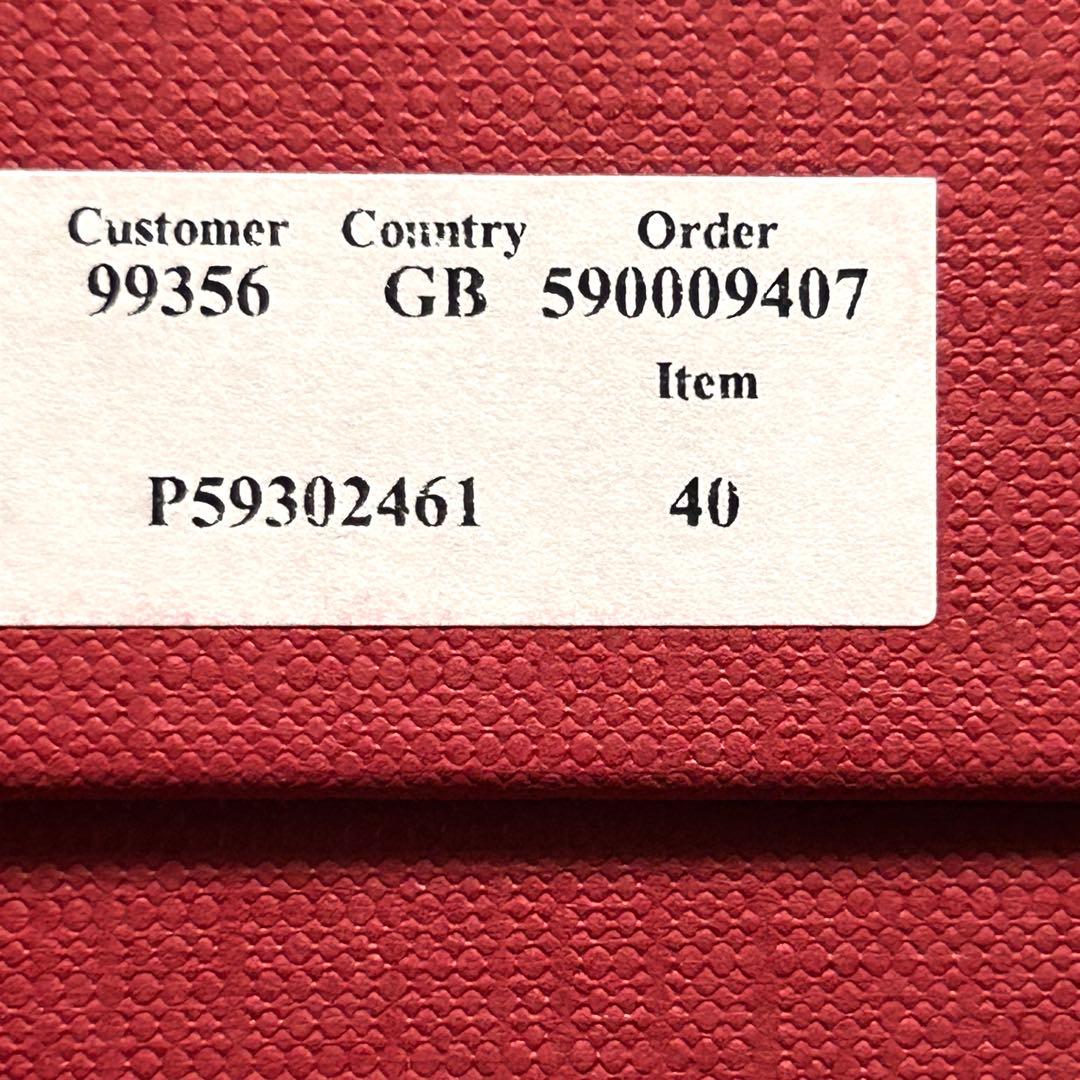 Customer Country Order
99356 GB 590009407
Item
P59302461 40